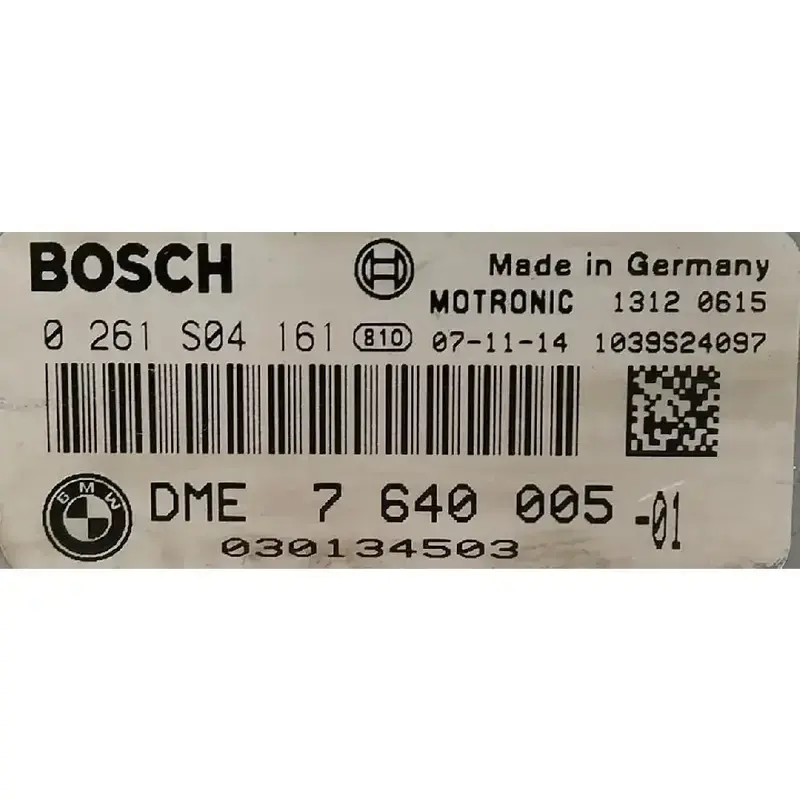 BOSCH Made in Germany
MOTRONIC 1312 0615
0 261 S04 161 810 07-11-14 1039S24097
BMW DME 7 640 005 -01
030134503